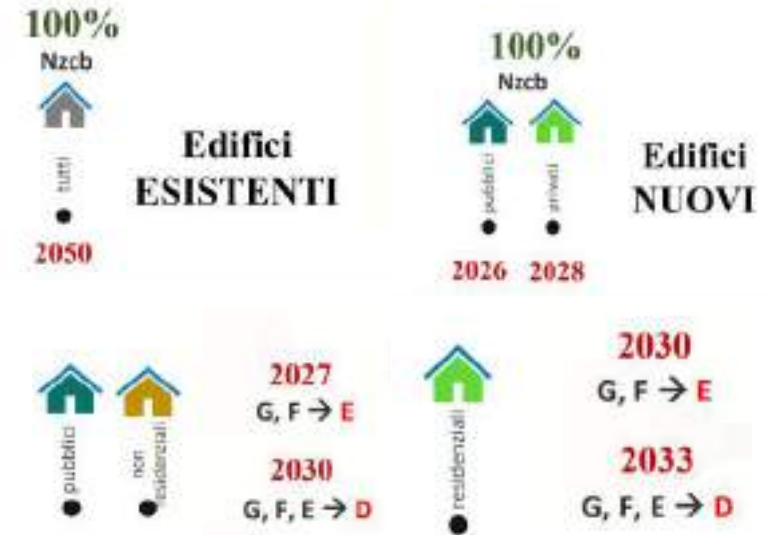 100%
Nzcb
tutti
2050
Edifici
ESISTENTI
100%
Nzcb
pubblici
privati
2026 2028
Edifici
NUOVI
pubblici
non
residenziali
2027
G, F → E
2030
G, F, E → D
residenziali
2030
G, F → E
2033
G, F, E → D